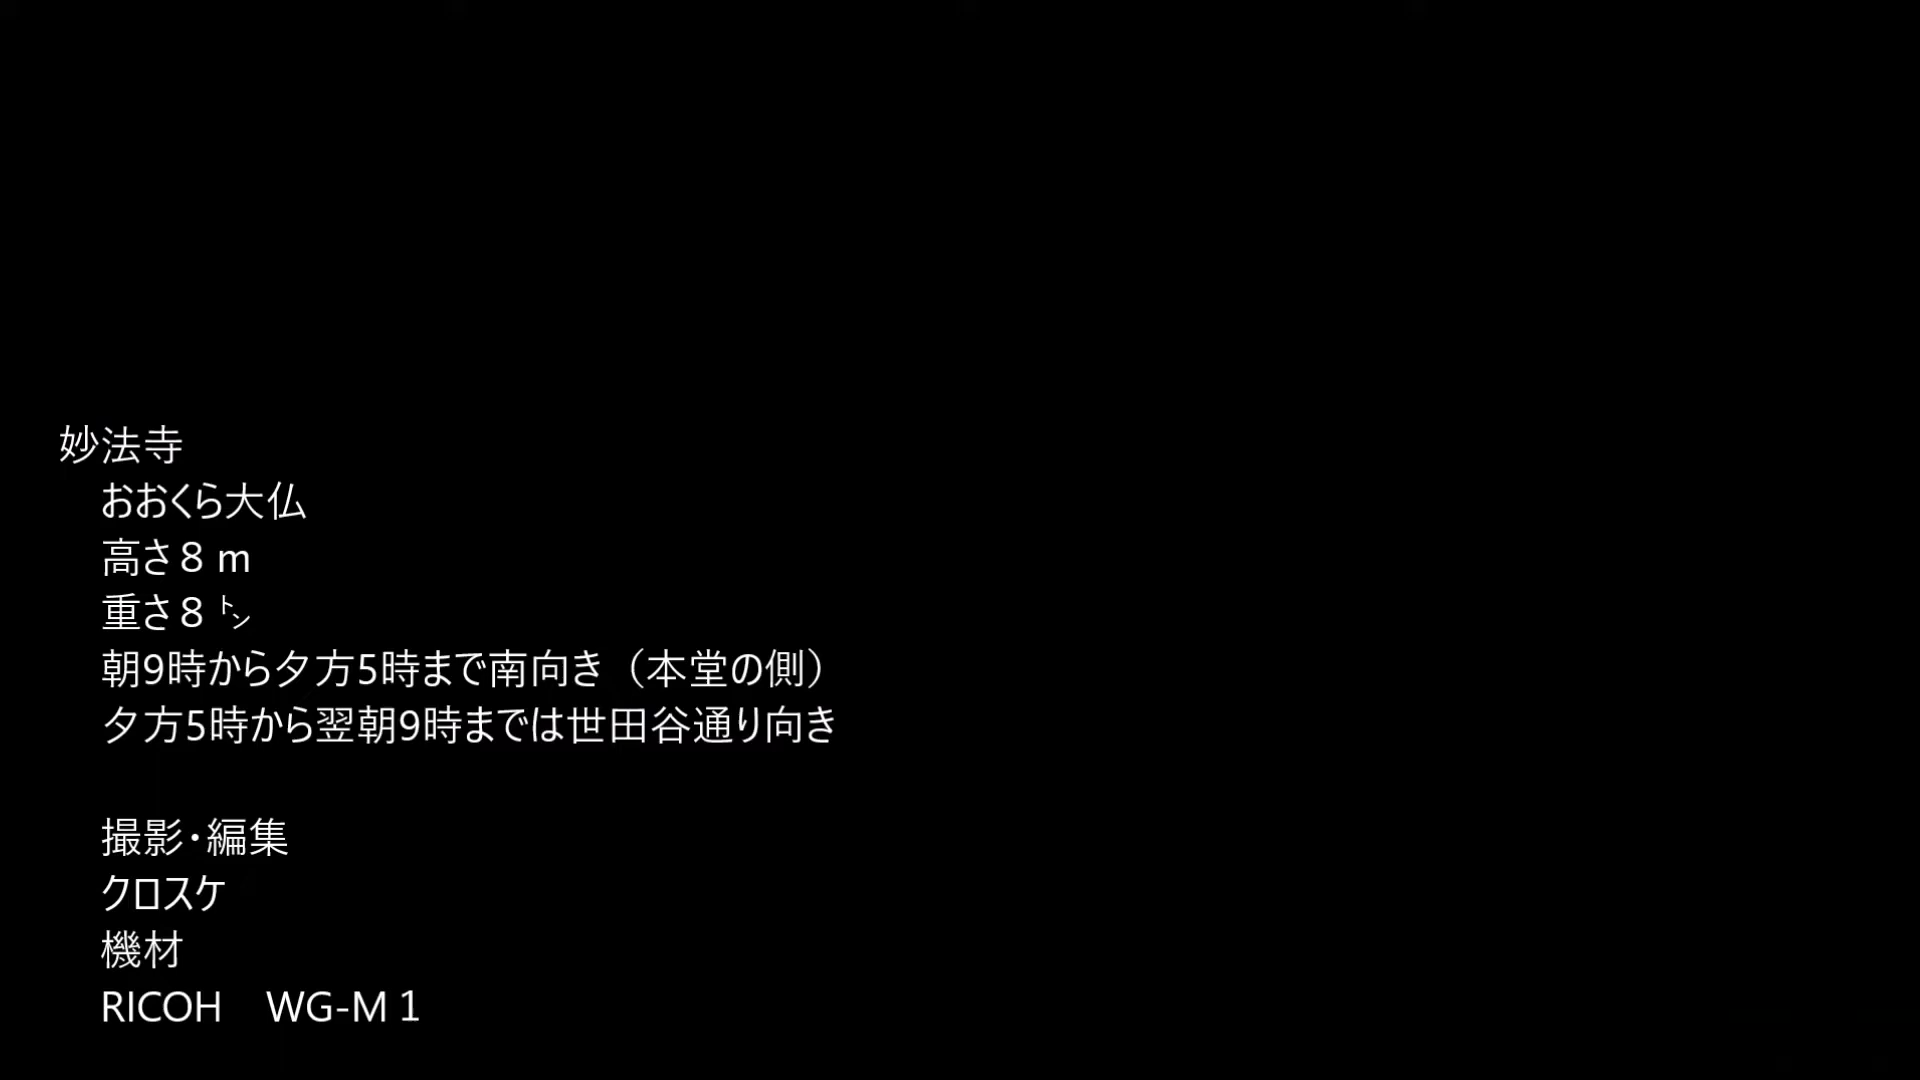 妙法寺
おおくら大仏
高さ８ｍ
重さ８㌧
朝9時から夕方5時まで南向き（本堂の側）
夕方5時から翌朝9時までは世田谷通り向き
撮影・編集
クロスケ
機材
RICOH　WG-M１